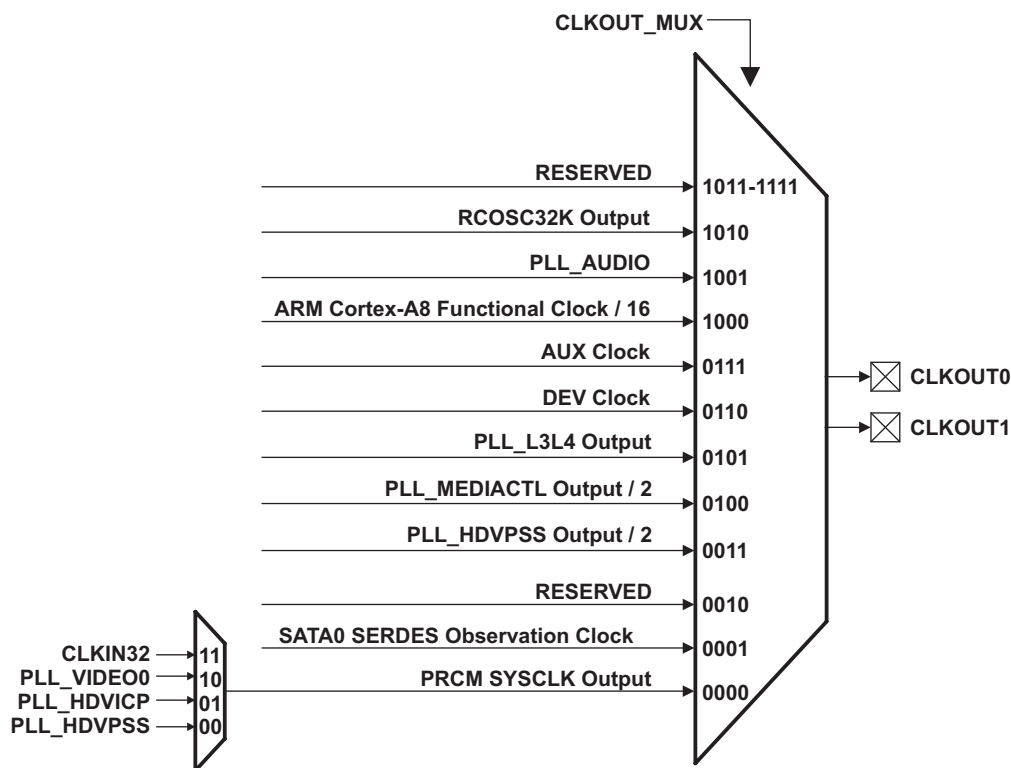 CLKOUT_MUX
RESERVED 1011-1111
RCOSC32K Output 1010
PLL_AUDIO 1001
ARM Cortex-A8 Functional Clock / 16 1000
AUX Clock 0111
DEV Clock 0110
PLL_L3L4 Output 0101
PLL_MEDIACTL Output / 2 0100
PLL_HDVPSS Output / 2 0011
RESERVED 0010
SATA0 SERDES Observation Clock 0001
PRCM SYSCLK Output 0000
CLKIN32 11
PLL_VIDEO0 10
PLL_HDVICP 01
PLL_HDVPSS 00
CLKOUT0
CLKOUT1